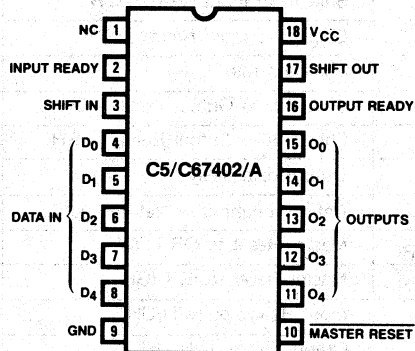 NC 1 18 VCC
INPUT READY 2 17 SHIFT OUT
SHIFT IN 3 16 OUTPUT READY
D0 4 15 O0
C5/C67402/A
D1 5 14 O1
DATA IN D2 6 13 O2 OUTPUTS
D3 7 12 O3
D4 8 11 O4
GND 9 10 MASTER RESET